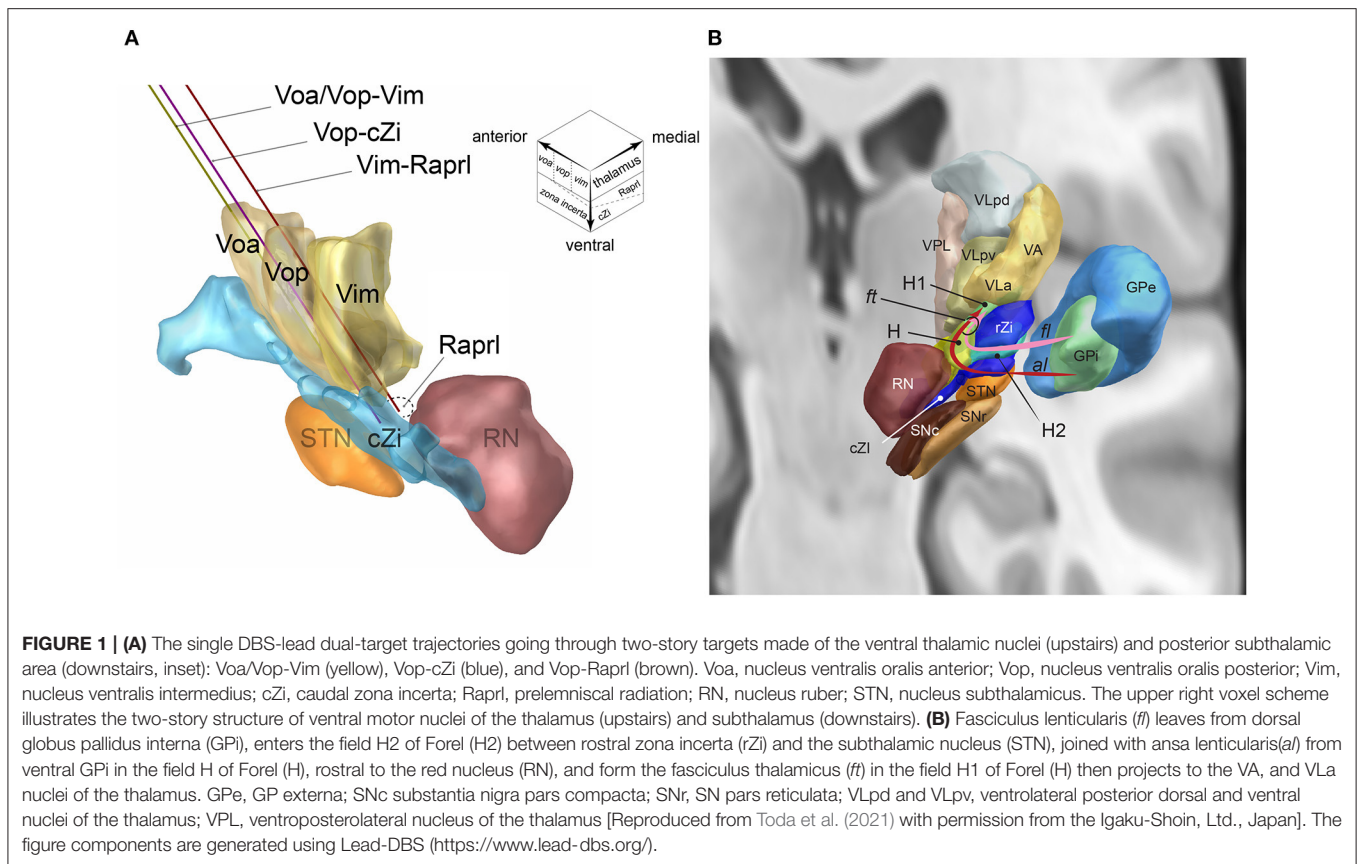 A
B
Voa/Vop-Vim
Vop-cZi
Vim-Raprl
anterior
medial
voa
vop
vim
thalamus
zona incerta
Raprl
cZi
ventral
Voa
Vop
Vim
Raprl
STN
cZi
RN
VLpd
VPL
VLpv
VA
H1
VLa
GPe
ft
rZi
fl
H
GPi
al
RN
STN
SNr
SNc
H2
cZI
FIGURE 1 | (A) The single DBS-lead dual-target trajectories going through two-story targets made of the ventral thalamic nuclei (upstairs) and posterior subthalamic
area (downstairs, inset): Voa/Vop-Vim (yellow), Vop-cZi (blue), and Vop-Raprl (brown). Voa, nucleus ventralis oralis anterior; Vop, nucleus ventralis oralis posterior; Vim,
nucleus ventralis intermedius; cZi, caudal zona incerta; Raprl, prelemniscal radiation; RN, nucleus ruber; STN, nucleus subthalamicus. The upper right voxel scheme
illustrates the two-story structure of ventral motor nuclei of the thalamus (upstairs) and subthalamus (downstairs). (B) Fasciculus lenticularis (fl) leaves from dorsal
globus pallidus interna (GPi), enters the field H2 of Forel (H2) between rostral zona incerta (rZi) and the subthalamic nucleus (STN), joined with ansa lenticularis(al) from
ventral GPi in the field H of Forel (H), rostral to the red nucleus (RN), and form the fasciculus thalamicus (ft) in the field H1 of Forel (H) then projects to the VA, and VLa
nuclei of the thalamus. GPe, GP externa; SNc substantia nigra pars compacta; SNr, SN pars reticulata; VLpd and VLpv, ventrolateral posterior dorsal and ventral
nuclei of the thalamus; VPL, ventroposterolateral nucleus of the thalamus [Reproduced from Toda et al. (2021) with permission from the Igaku-Shoin, Ltd., Japan]. The
figure components are generated using Lead-DBS (https://www.lead-dbs.org/).